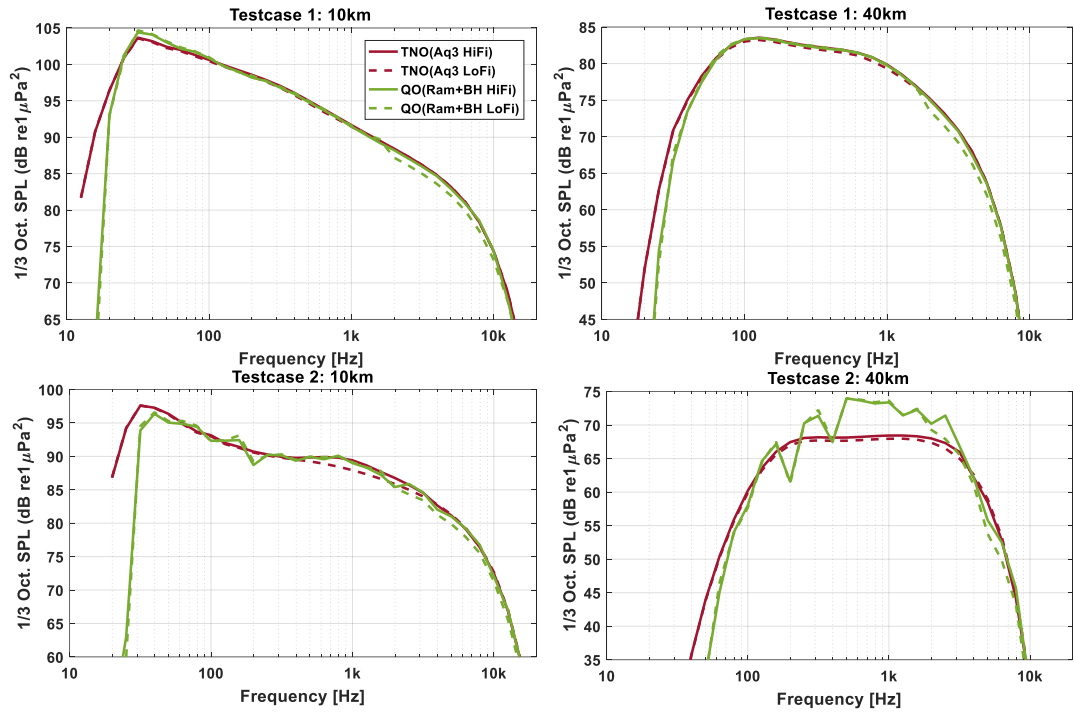 Testcase 1: 10km
105
100
95
90
85
80
75
70
65
1/3 Oct. SPL (dB re1 μPa²)
10
100
1k
10k
Frequency [Hz]
TNO(Aq3 HiFi)
TNO(Aq3 LoFi)
QO(Ram+BH HiFi)
QO(Ram+BH LoFi)
Testcase 1: 40km
85
80
75
70
65
60
55
50
45
1/3 Oct. SPL (dB re1 μPa²)
10
100
1k
10k
Frequency [Hz]
Testcase 2: 10km
100
95
90
85
80
75
70
65
60
1/3 Oct. SPL (dB re1 μPa²)
10
100
1k
10k
Frequency [Hz]
Testcase 2: 40km
75
70
65
60
55
50
45
40
35
1/3 Oct. SPL (dB re1 μPa²)
10
100
1k
10k
Frequency [Hz]